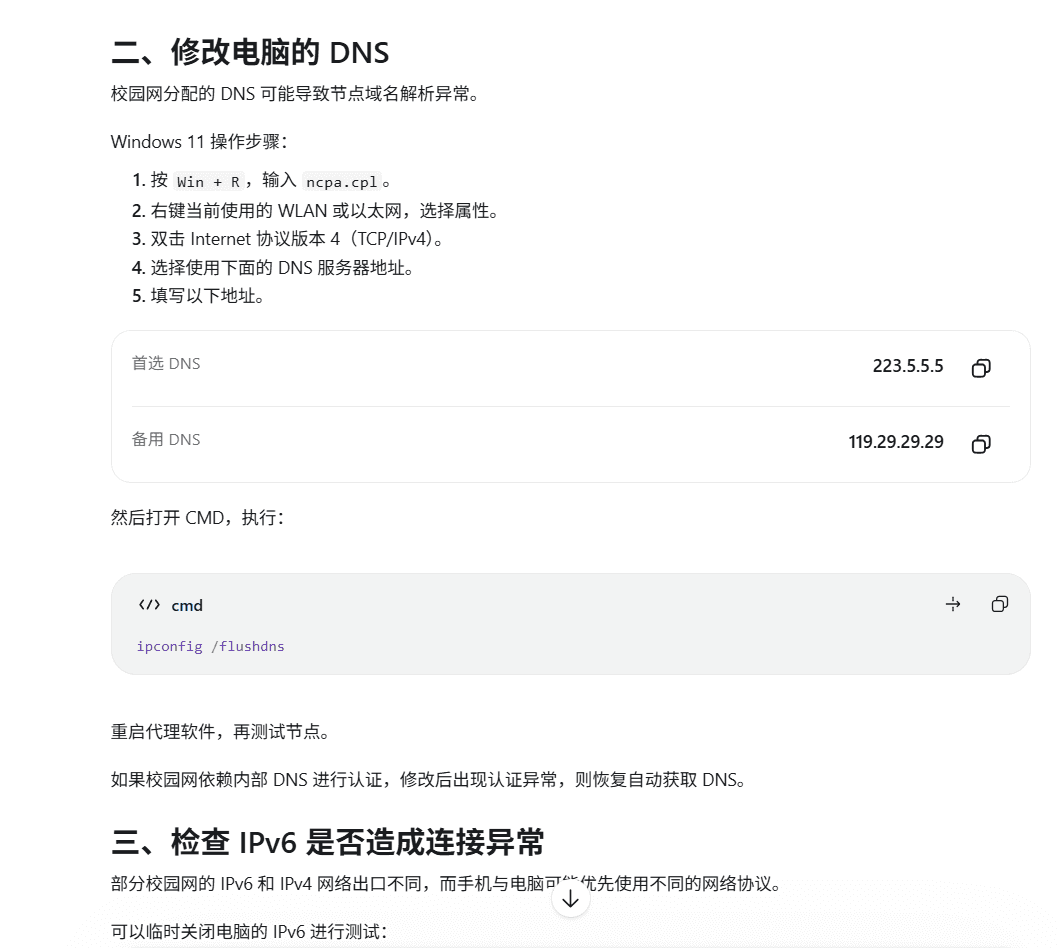 二、修改电脑的 DNS
校园网分配的 DNS 可能导致节点域名解析异常。
Windows 11 操作步骤：
1. 按 Win + R，输入 ncpa.cpl。
2. 右键当前使用的 WLAN 或以太网，选择属性。
3. 双击 Internet 协议版本 4（TCP/IPv4）。
4. 选择使用下面的 DNS 服务器地址。
5. 填写以下地址。
首选 DNS 223.5.5.5
备用 DNS 119.29.29.29
然后打开 CMD，执行：
cmd
ipconfig /flushdns
重启代理软件，再测试节点。
如果校园网依赖内部 DNS 进行认证，修改后出现认证异常，则恢复自动获取 DNS。
三、检查 IPv6 是否造成连接异常
部分校园网的 IPv6 和 IPv4 网络出口不同，而手机与电脑可能优先使用不同的网络协议。
可以临时关闭电脑的 IPv6 进行测试：